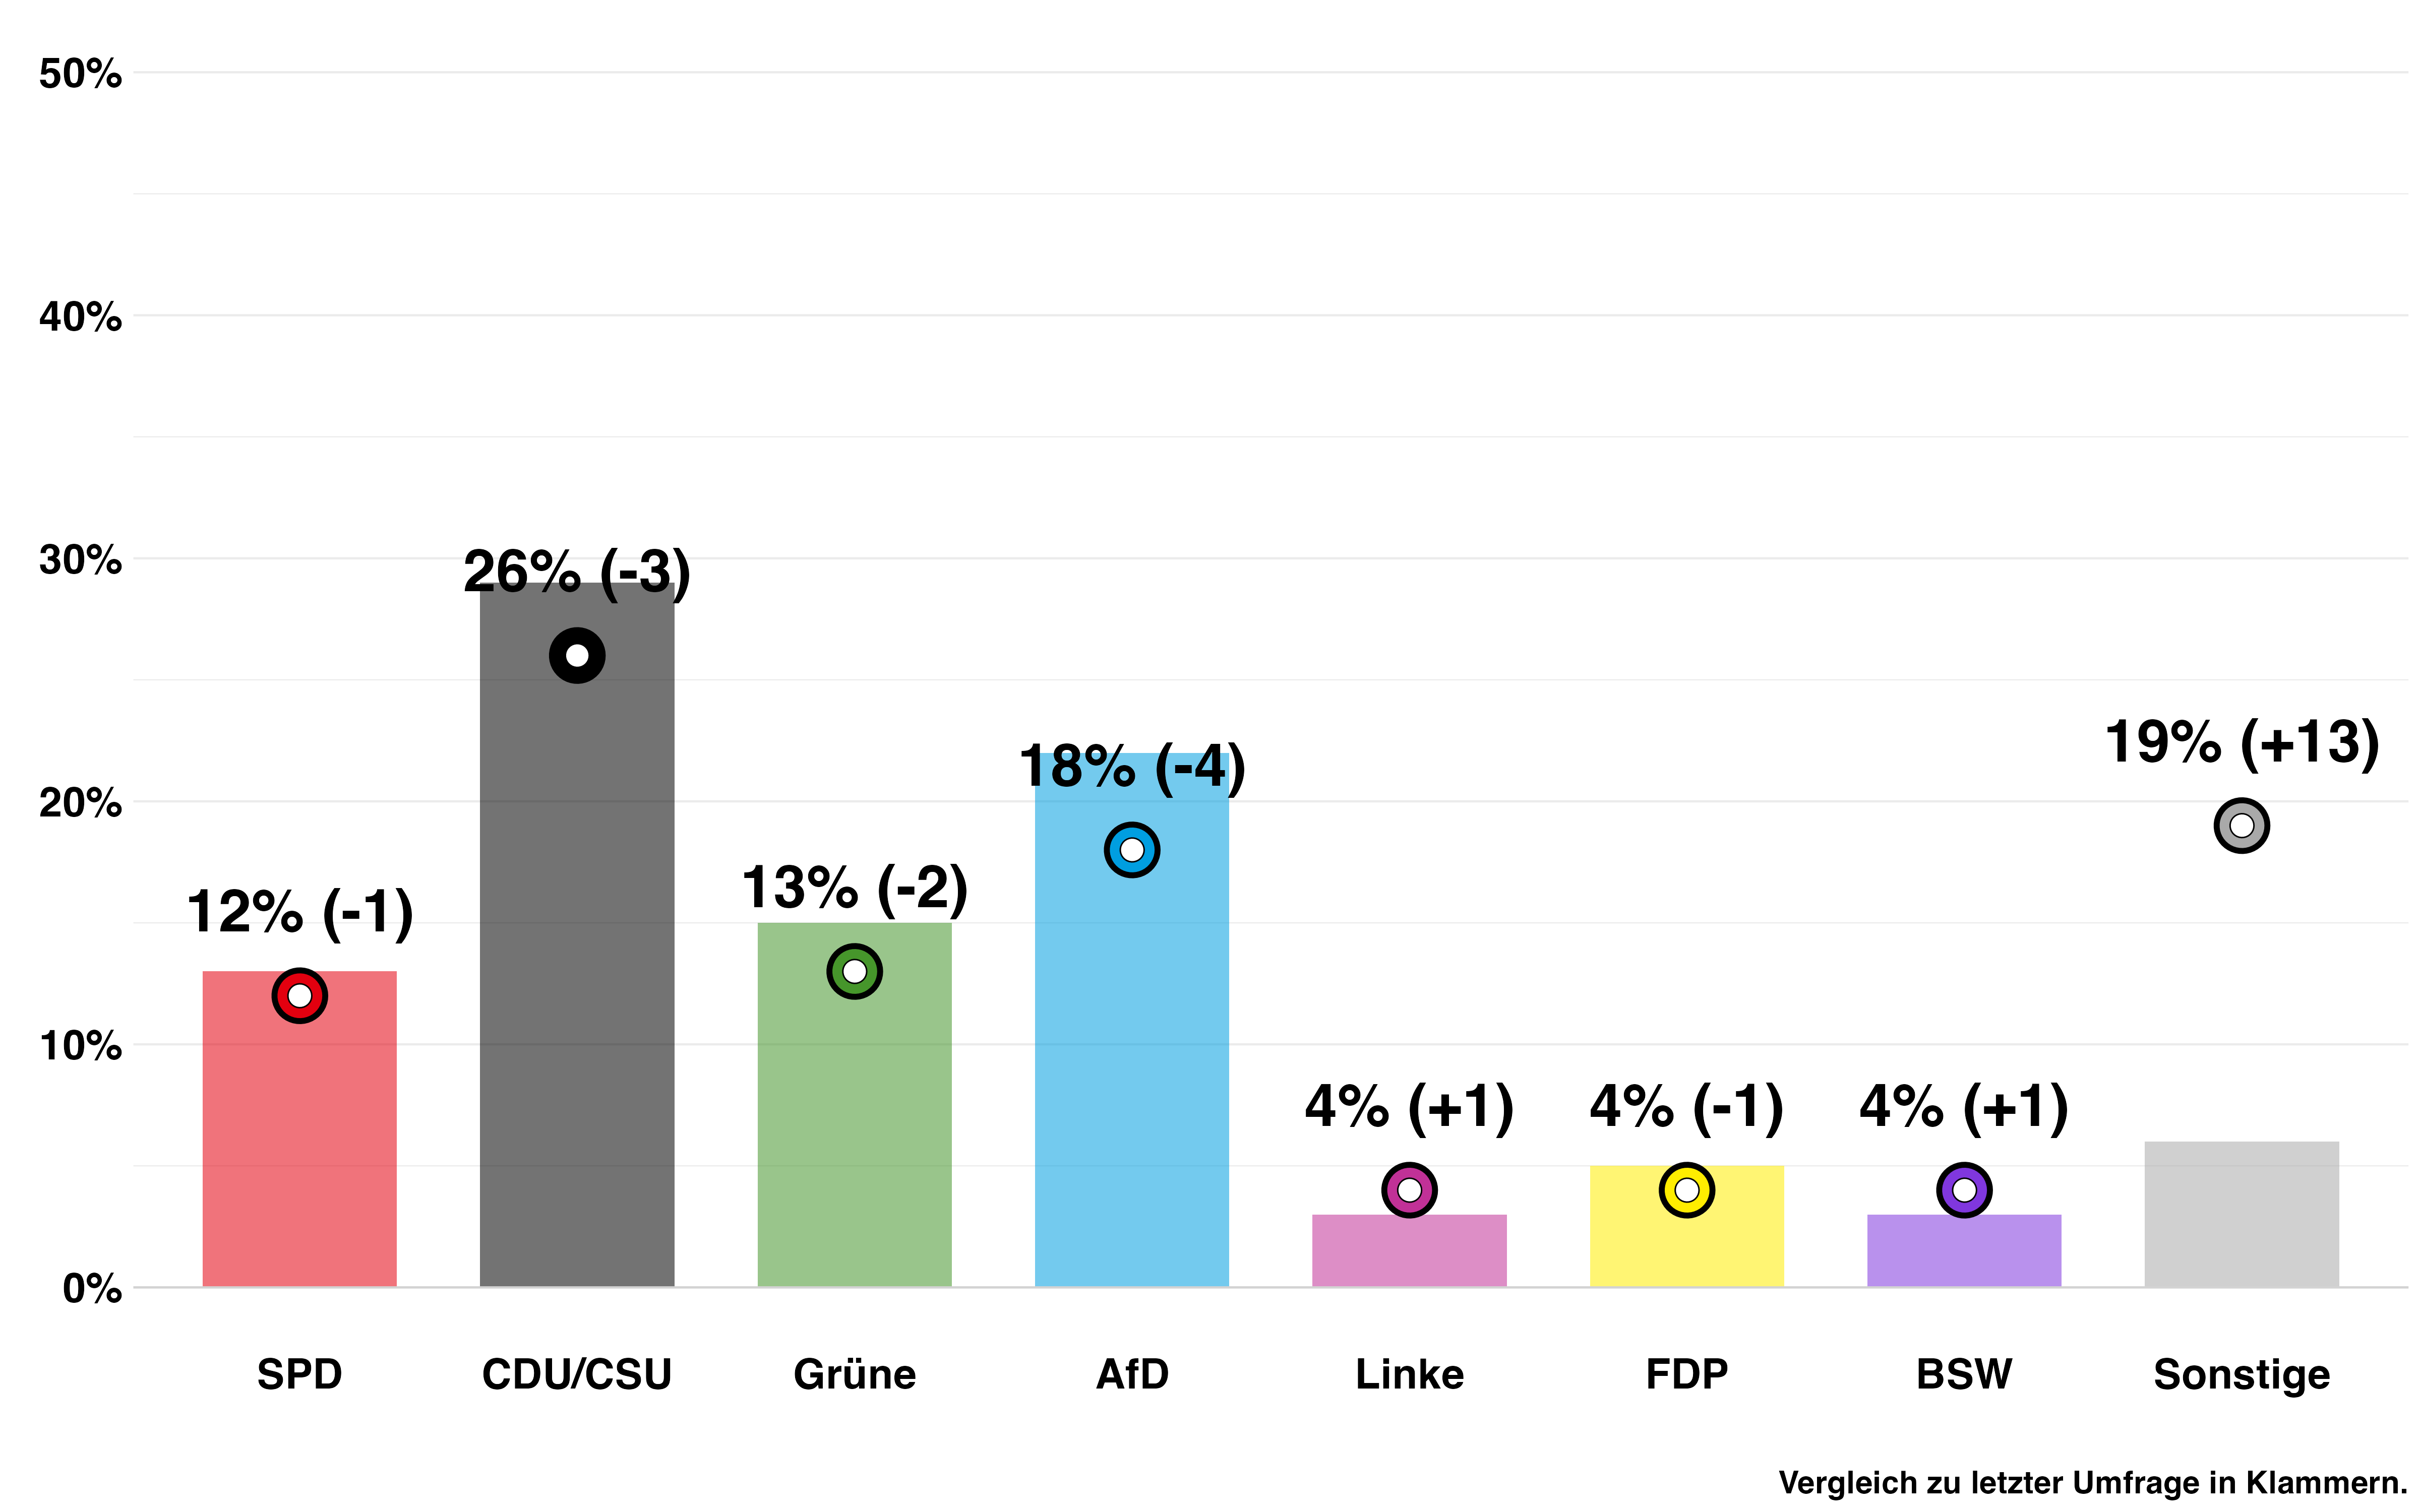 50%
40%
30%
20%
10%
0%
12% (-1)
26% (-3)
13% (-2)
18% (-4)
4% (+1)
4% (-1)
4% (+1)
19% (+13)
SPD
CDU/CSU
Grüne
AfD
Linke
FDP
BSW
Sonstige
Vergleich zu letzter Umfrage in Klammern.